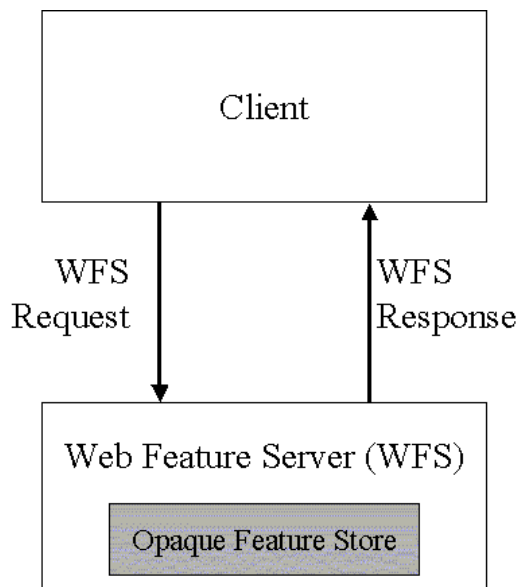 Client
WFS
Request
WFS
Response
Web Feature Server (WFS)
Opaque Feature Store